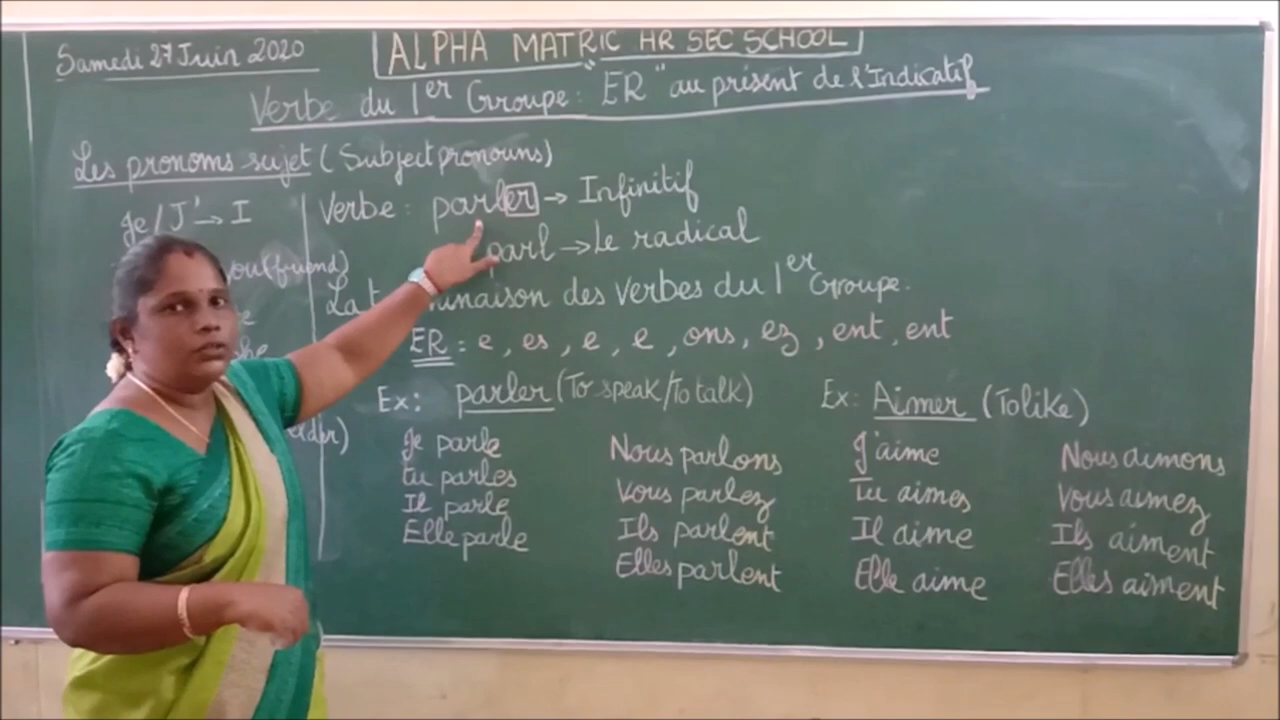 Samedi 27 Juin 2020
ALPHA MATRIC HR SEC SCHOOL
Verbe du 1er Groupe: "ER" au présent de l'Indicatif
Les pronoms sujet (Subject pronouns)
Je / J' → I
ou (friend)
Verbe: parler → Infinitif
parl → Le radical
La t minaison des verbes du 1er Groupe.
ER: e, es, e, e, ons, ez, ent, ent
Ex: parler (To speak/To talk)
Je parle
tu parles
Il parle
Elle parle
Nous parlons
Vous parlez
Ils parlent
Elles parlent
Ex: Aimer (To like)
J'aime
Tu aimes
Il aime
Elle aime
Nous aimons
Vous aimez
Ils aiment
Elles aiment